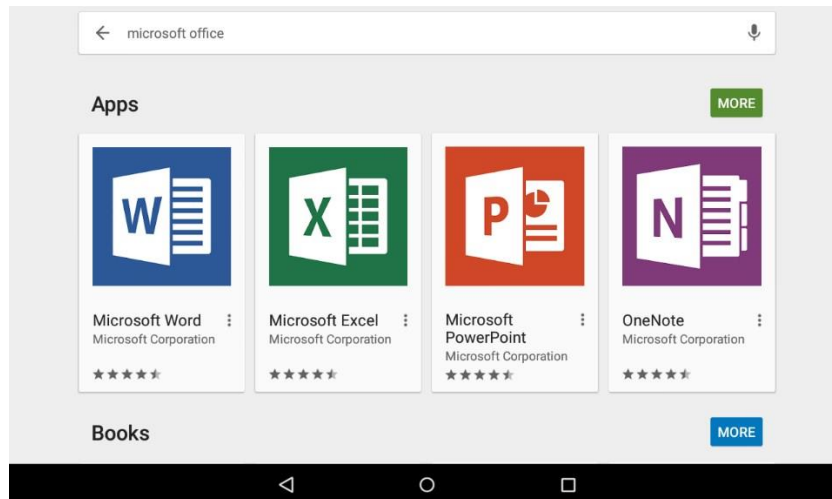 microsoft office
Apps
MORE
W
X
P
N
Microsoft Word
Microsoft Corporation
Microsoft Excel
Microsoft Corporation
Microsoft
PowerPoint
Microsoft Corporation
OneNote
Microsoft Corporation
Books
MORE